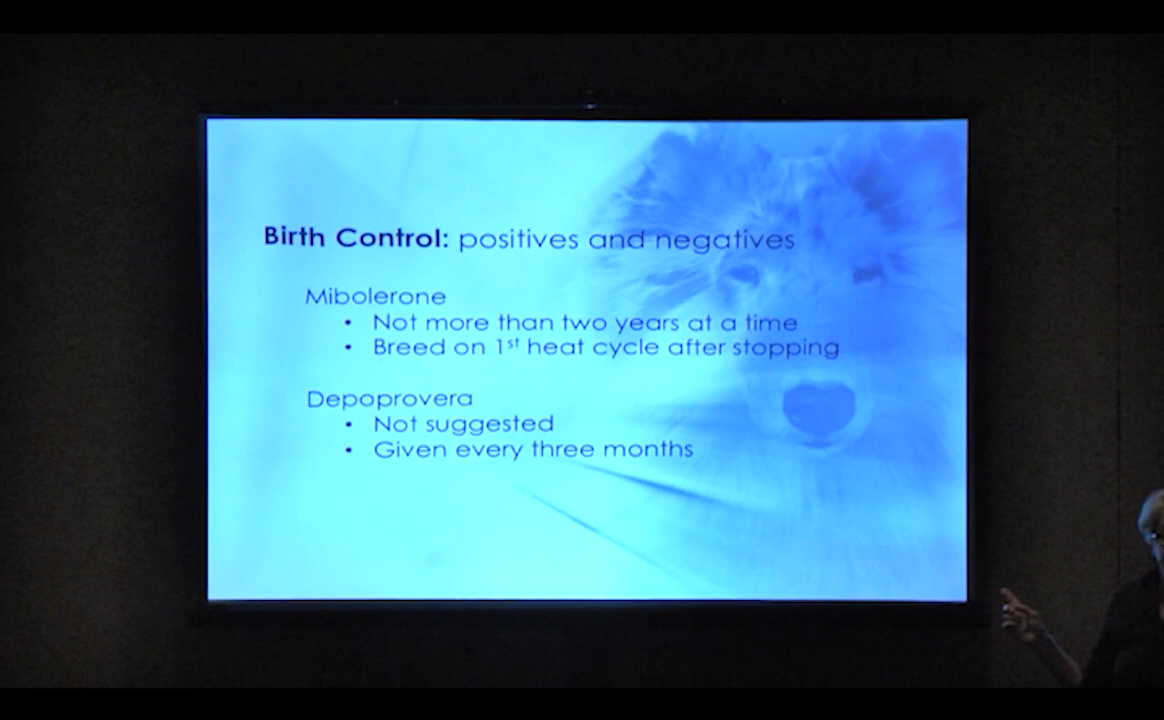 Birth Control: positives and negatives
Mibolerone
• Not more than two years at a time
• Breed on 1st heat cycle after stopping
Depoprovera
• Not suggested
• Given every three months